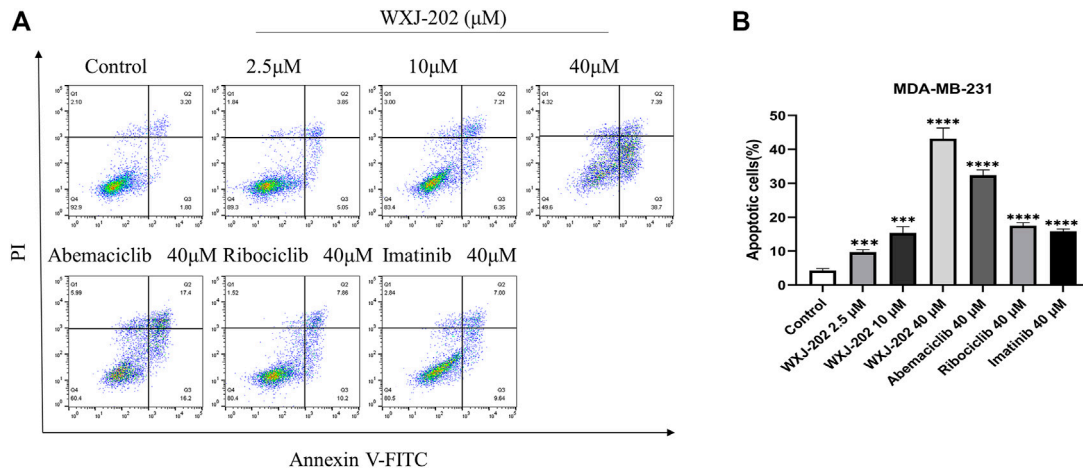 A
WXJ-202 (μM)
Control 2.5μM 10μM 40μM
Q1 2.10 Q2 3.20 Q4 92.9 Q3 1.80
Q1 1.84 Q2 3.85 Q4 89.3 Q3 5.05
Q1 3.00 Q2 7.21 Q4 83.4 Q3 6.35
Q1 4.32 Q2 7.39 Q4 49.6 Q3 38.7
Abemaciclib 40μM Ribociclib 40μM Imatinib 40μM
Q1 5.99 Q2 17.4 Q4 60.4 Q3 16.2
Q1 1.52 Q2 7.86 Q4 80.4 Q3 10.2
Q1 2.84 Q2 7.00 Q4 80.5 Q3 9.64
PI
Annexin V-FITC
B
MDA-MB-231
Apoptotic cells(%)
50
40
30
20
10
0
*** *** **** **** **** ****
Control
WXJ-202 2.5 μM
WXJ-202 10 μM
WXJ-202 40 μM
Abemaciclib 40 μM
Ribociclib 40 μM
Imatinib 40 μM